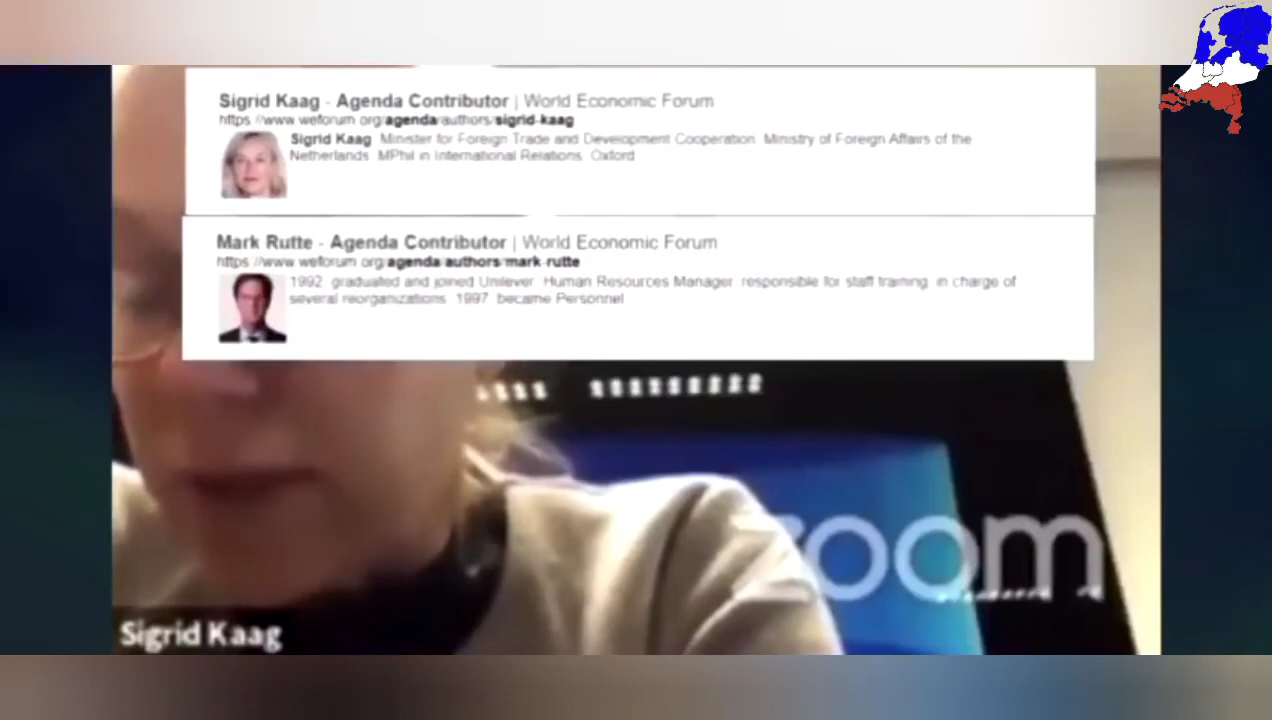 Sigrid Kaag - Agenda Contributor | World Economic Forum
https://www.weforum.org/agenda/authors/sigrid-kaag
Sigrid Kaag Minister for Foreign Trade and Development Cooperation Ministry of Foreign Affairs of the
Netherlands MPhil in International Relations Oxford
Mark Rutte - Agenda Contributor | World Economic Forum
https://www.weforum.org/agenda/authors/mark-rutte
1992 graduated and joined Unilever Human Resources Manager responsible for staff training in charge of
several reorganizations 1997 became Personnel
zoom
Sigrid Kaag